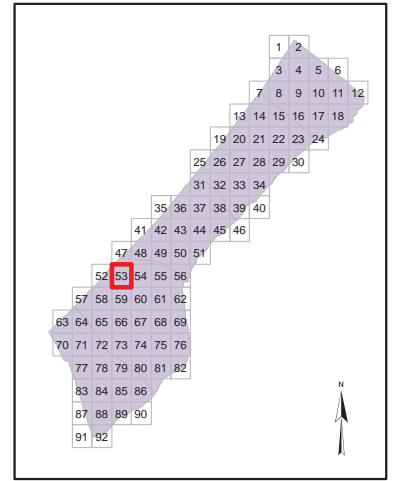 1 2
3 4 5 6
7 8 9 10 11 12
13 14 15 16 17 18
19 20 21 22 23 24
25 26 27 28 29 30
31 32 33 34
35 36 37 38 39 40
41 42 43 44 45 46
47 48 49 50 51
52 53 54 55 56
57 58 59 60 61 62
63 64 65 66 67 68 69
70 71 72 73 74 75 76
77 78 79 80 81 82
83 84 85 86
N
87 88 89 90
91 92